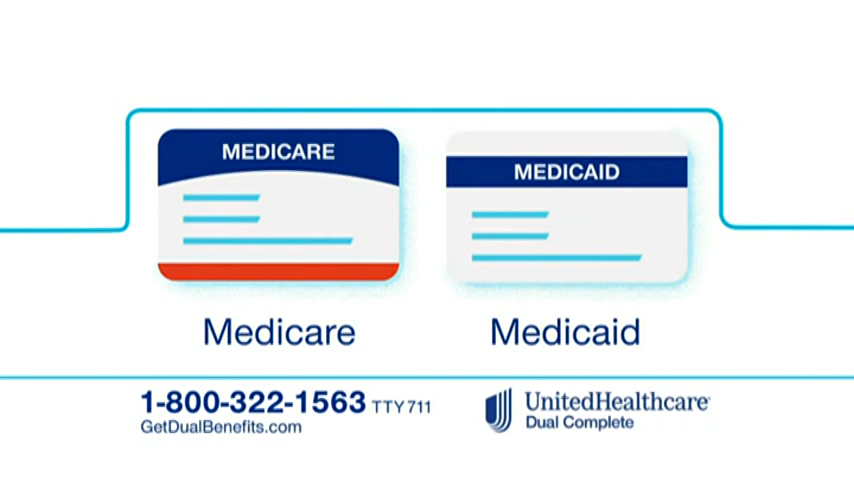 MEDICARE
MEDICAID
Medicare
Medicaid
1-800-322-1563 TTY 711
GetDualBenefits.com
UnitedHealthcare
Dual Complete